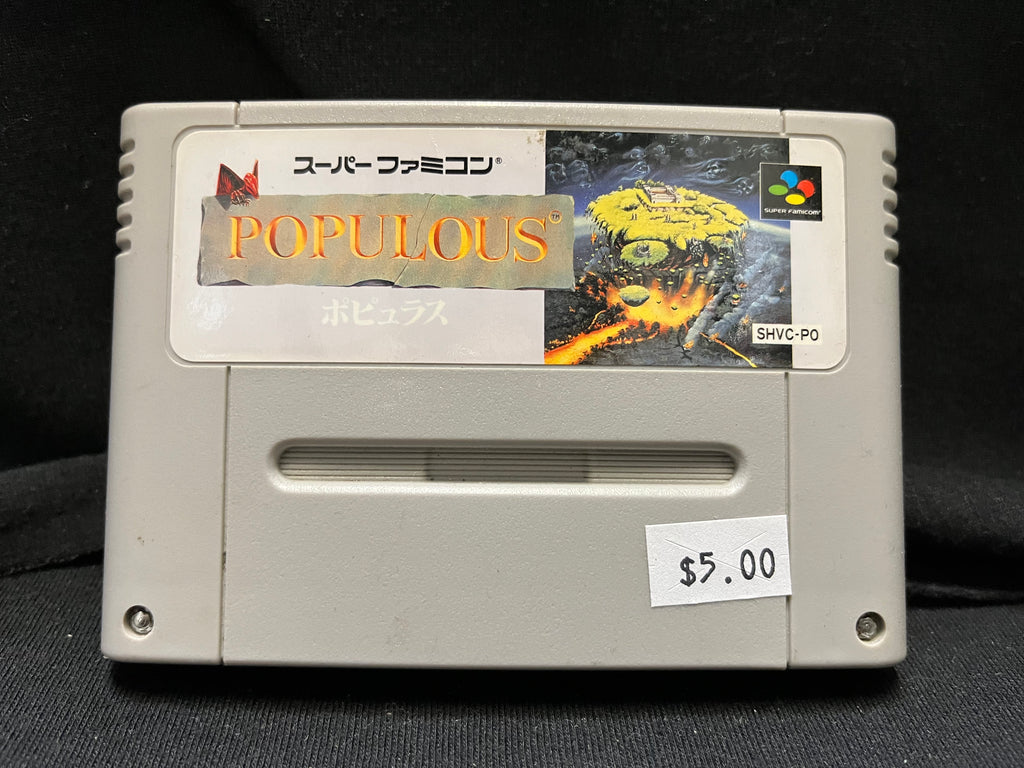 スーパーファミコン®
POPULOUS™
ポピュラス
SUPER FAMICOM
SHVC-PO
$5.00